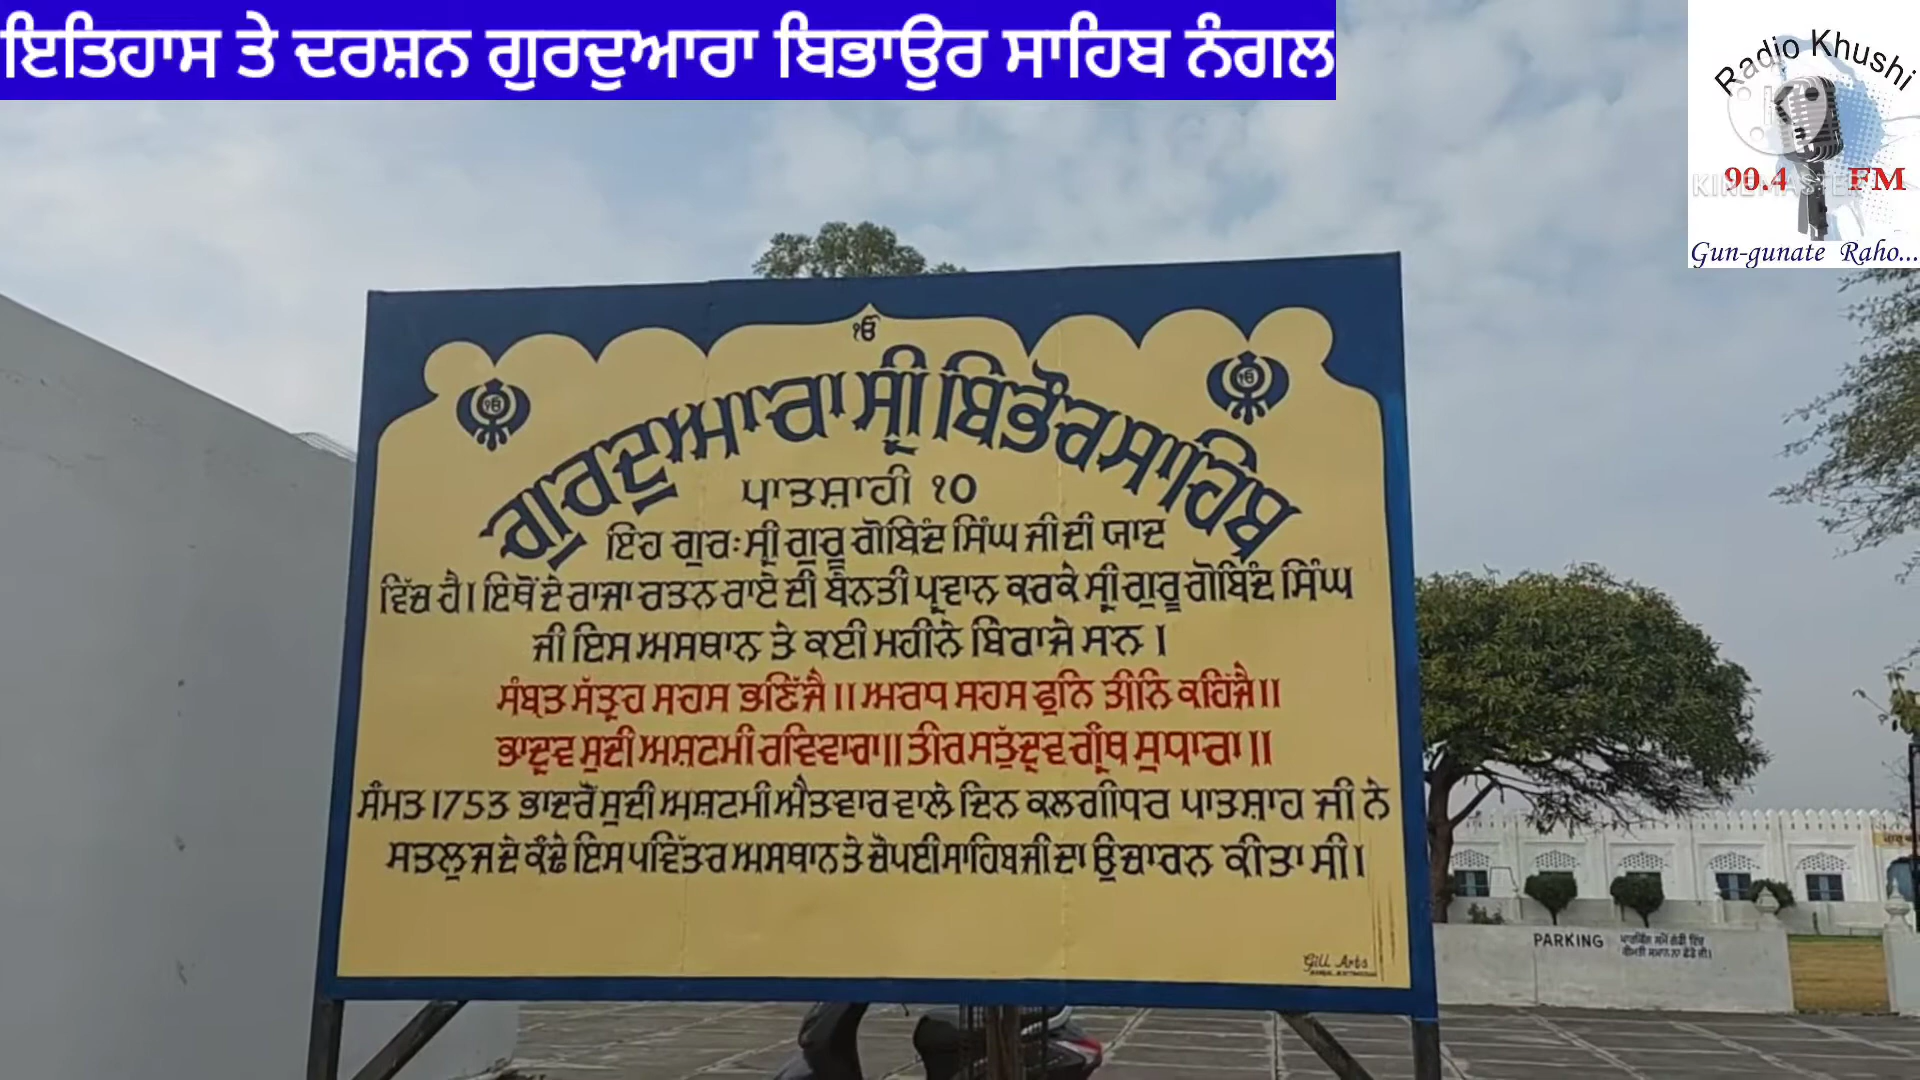 ਇਤਿਹਾਸ ਤੇ ਦਰਸ਼ਨ ਗੁਰਦੁਆਰਾ ਬਿਭਾਉਰ ਸਾਹਿਬ ਨੰਗਲ
Radio Khushi
90.4 FM
KINEMASTER
Gun-gunate Raho...
ੴ
ਗੁਰਦੁਆਰਾ ਸ੍ਰੀ ਬਿਭੌਰ ਸਾਹਿਬ
ਪਾਤਸ਼ਾਹੀ ੧੦
ਇਹ ਗੁਰਃ ਸ੍ਰੀ ਗੁਰੂ ਗੋਬਿੰਦ ਸਿੰਘ ਜੀ ਦੀ ਯਾਦ
ਵਿੱਚ ਹੈ। ਇਥੋਂ ਦੇ ਰਾਜਾ ਰਤਨ ਰਾਏ ਦੀ ਬੇਨਤੀ ਪ੍ਰਵਾਨ ਕਰਕੇ ਸ੍ਰੀ ਗੁਰੂ ਗੋਬਿੰਦ ਸਿੰਘ
ਜੀ ਇਸ ਅਸਥਾਨ ਤੇ ਕਈ ਮਹੀਨੇ ਬਿਰਾਜੇ ਸਨ।
ਸੰਬਤ ਸੱਤ੍ਰਹ ਸਹਸ ਭਣਿੱਜੈ॥ ਅਰਧ ਸਹਸ ਫੁਨਿ ਤੀਨਿ ਕਹਿੱਜੈ॥
ਭਾਦ੍ਰਵ ਸੁਦੀ ਅਸ਼ਟਮੀ ਰਵਿਵਾਰਾ॥ ਤੀਰ ਸਤੁੱਦ੍ਰਵ ਗ੍ਰੰਥ ਸੁਧਾਰਾ॥
ਸੰਮਤ 1753 ਭਾਦਰੋਂ ਸੁਦੀ ਅਸ਼ਟਮੀ ਐਤਵਾਰ ਵਾਲੇ ਦਿਨ ਕਲਗੀਧਰ ਪਾਤਸ਼ਾਹ ਜੀ ਨੇ
ਸਤਲੁਜ ਦੇ ਕੰਢੇ ਇਸ ਪਵਿੱਤਰ ਅਸਥਾਨ ਤੇ ਚੋਪਈ ਸਾਹਿਬ ਜੀ ਦਾ ਉਚਾਰਨ ਕੀਤਾ ਸੀ।
Gill Arts
PARKING